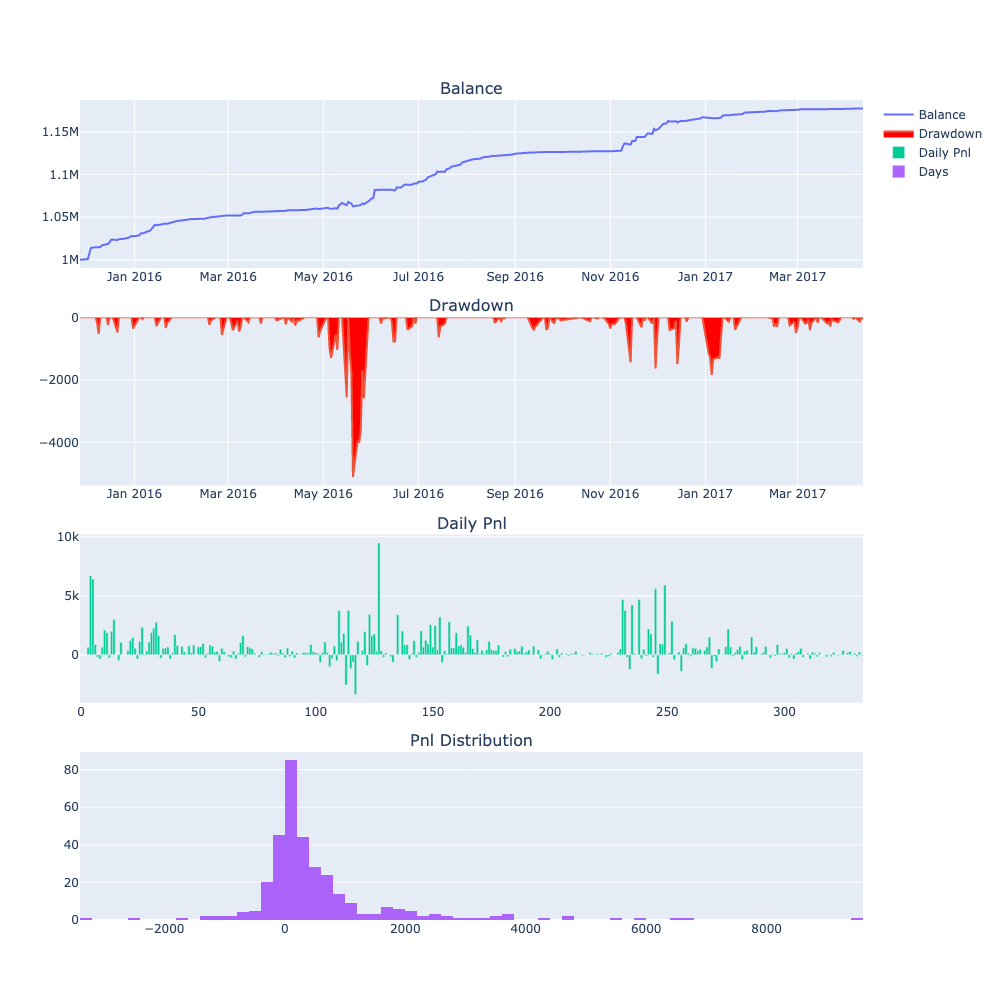 Balance
1.15M
1.1M
1.05M
1M
Jan 2016 Mar 2016 May 2016 Jul 2016 Sep 2016 Nov 2016 Jan 2017 Mar 2017
Balance
Drawdown
Daily Pnl
Days
Drawdown
0
−2000
−4000
Jan 2016 Mar 2016 May 2016 Jul 2016 Sep 2016 Nov 2016 Jan 2017 Mar 2017
Daily Pnl
10k
5k
0
0 50 100 150 200 250 300
Pnl Distribution
80
60
40
20
0
−2000 0 2000 4000 6000 8000